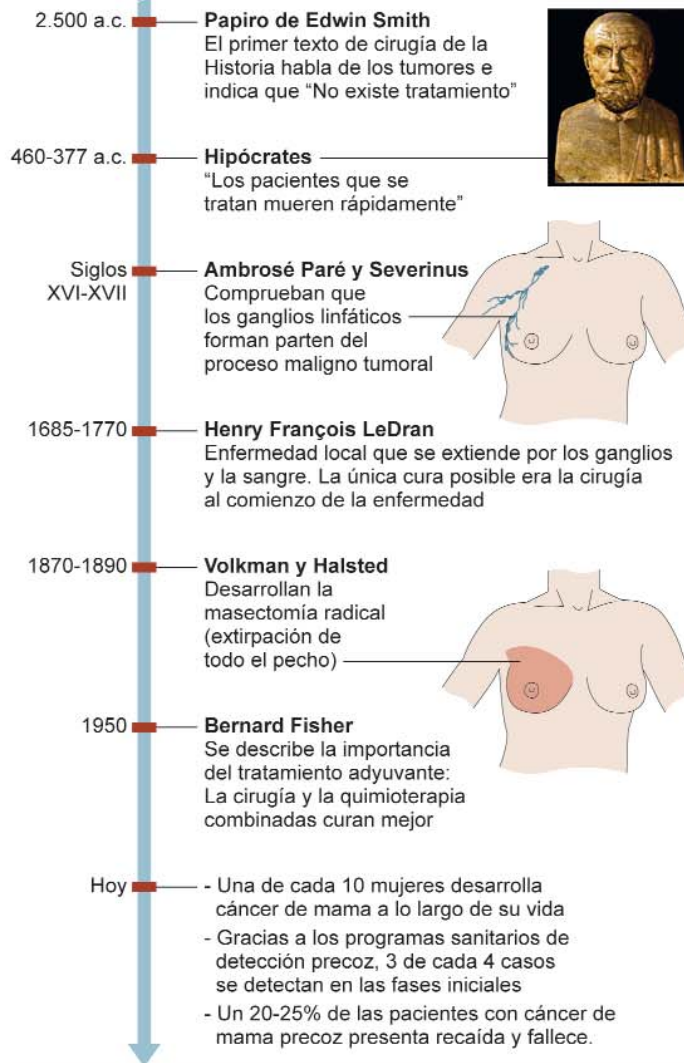 2.500 a.c.
Papiro de Edwin Smith
El primer texto de cirugía de la
Historia habla de los tumores e
indica que “No existe tratamiento”
460-377 a.c.
Hipócrates
“Los pacientes que se
tratan mueren rápidamente”
Siglos
XVI-XVII
Ambrosé Paré y Severinus
Comprueban que
los ganglios linfáticos
forman parten del
proceso maligno tumoral
1685-1770
Henry François LeDran
Enfermedad local que se extiende por los ganglios
y la sangre. La única cura posible era la cirugía
al comienzo de la enfermedad
1870-1890
Volkman y Halsted
Desarrollan la
masectomía radical
(extirpación de
todo el pecho)
1950
Bernard Fisher
Se describe la importancia
del tratamiento adyuvante:
La cirugía y la quimioterapia
combinadas curan mejor
Hoy
- Una de cada 10 mujeres desarrolla
cáncer de mama a lo largo de su vida
- Gracias a los programas sanitarios de
detección precoz, 3 de cada 4 casos
se detectan en las fases iniciales
- Un 20-25% de las pacientes con cáncer de
mama precoz presenta recaída y fallece.